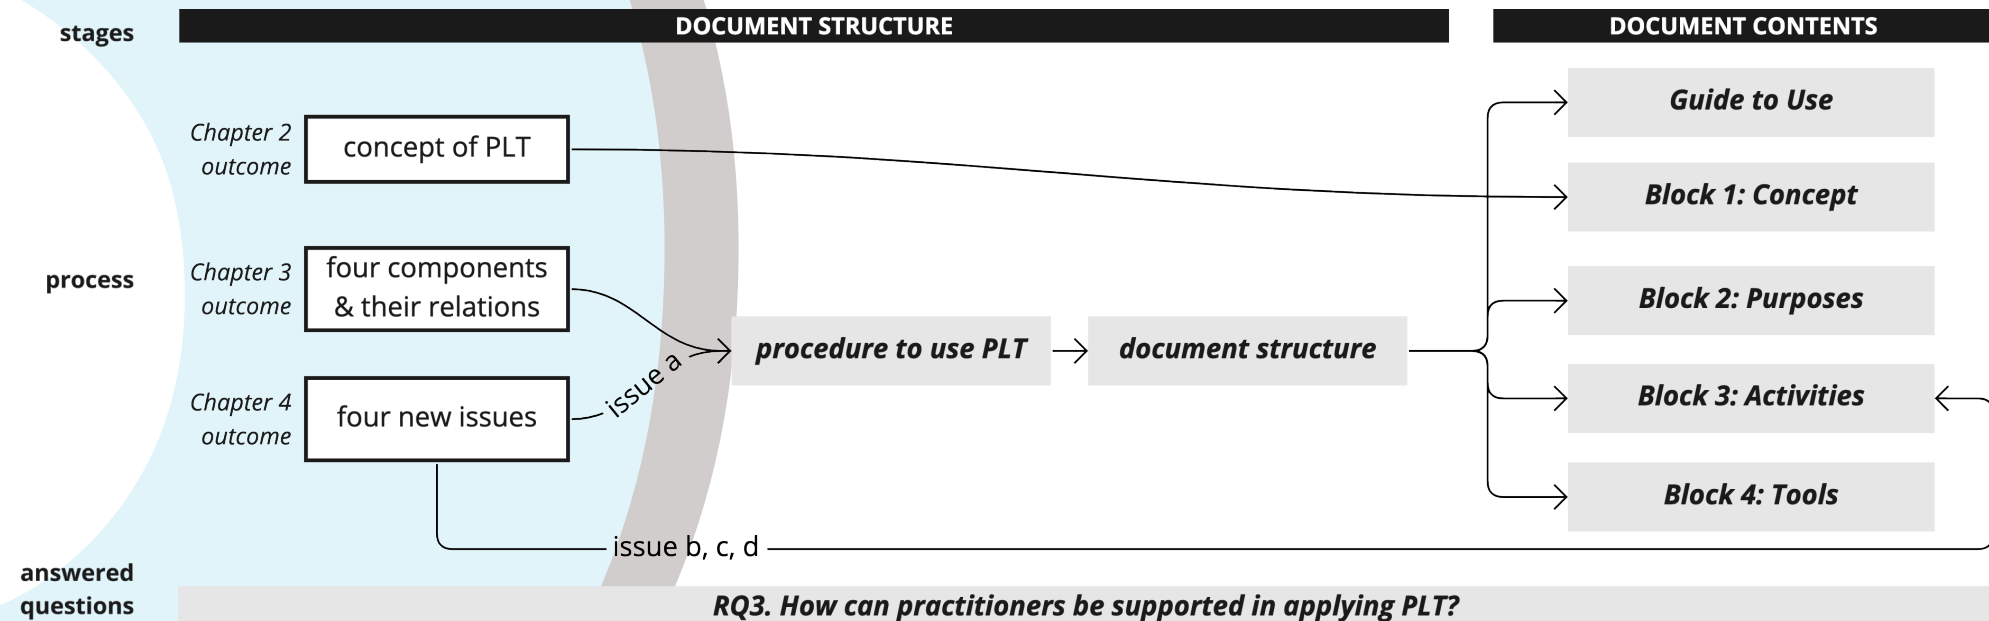 stages
DOCUMENT STRUCTURE
DOCUMENT CONTENTS
Guide to Use
Chapter 2
outcome
concept of PLT
Block 1: Concept
process
Chapter 3
outcome
four components
& their relations
Block 2: Purposes
procedure to use PLT
document structure
issue a
Chapter 4
outcome
four new issues
Block 3: Activities
Block 4: Tools
issue b, c, d
answered
questions
RQ3. How can practitioners be supported in applying PLT?